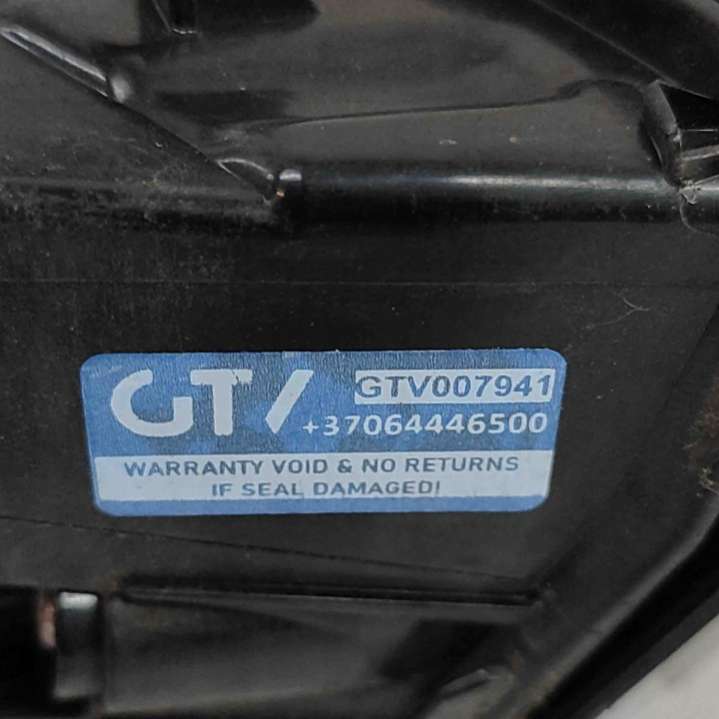 GTV GTV007941
+37064446500
WARRANTY VOID & NO RETURNS
IF SEAL DAMAGED!